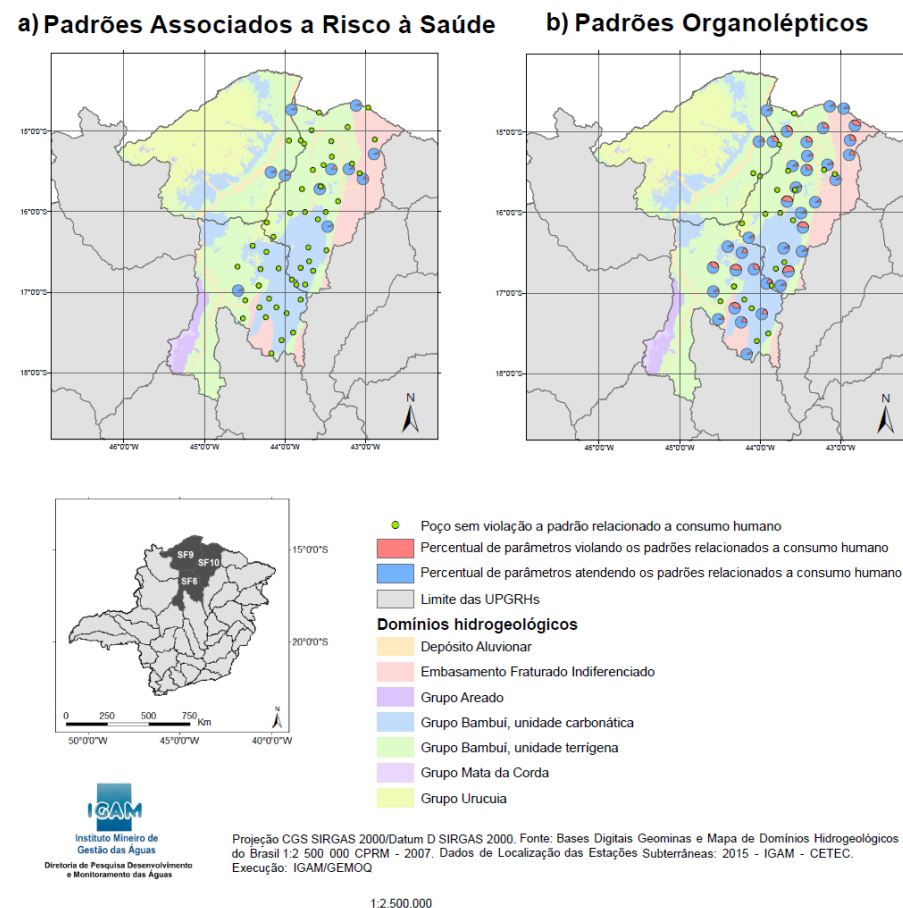 a) Padrões Associados a Risco à Saúde
b) Padrões Organolépticos
15°0'0"S
16°0'0"S
17°0'0"S
18°0'0"S
46°0'0"W
45°0'0"W
44°0'0"W
43°0'0"W
N
15°0'0"S
16°0'0"S
17°0'0"S
18°0'0"S
46°0'0"W
45°0'0"W
44°0'0"W
43°0'0"W
N
SF9
SF10
SF6
15°0'0"S
20°0'0"S
0 250 500 750 Km
N
50°0'0"W
45°0'0"W
40°0'0"W
Poço sem violação a padrão relacionado a consumo humano
Percentual de parâmetros violando os padrões relacionados a consumo humano
Percentual de parâmetros atendendo os padrões relacionados a consumo humano
Limite das UPGRHs
Domínios hidrogeológicos
Depósito Aluvionar
Embasamento Fraturado Indiferenciado
Grupo Areado
Grupo Bambuí, unidade carbonática
Grupo Bambuí, unidade terrígena
Grupo Mata da Corda
Grupo Urucuia
IGAM
Instituto Mineiro de
Gestão das Águas
Diretoria de Pesquisa Desenvolvimento
e Monitoramento das Águas
Projeção CGS SIRGAS 2000/Datum D SIRGAS 2000. Fonte: Bases Digitais Geominas e Mapa de Domínios Hidrogeológicos
do Brasil 1:2 500 000 CPRM - 2007. Dados de Localização das Estações Subterrâneas: 2015 - IGAM - CETEC.
Execução: IGAM/GEMOQ
1:2.500.000